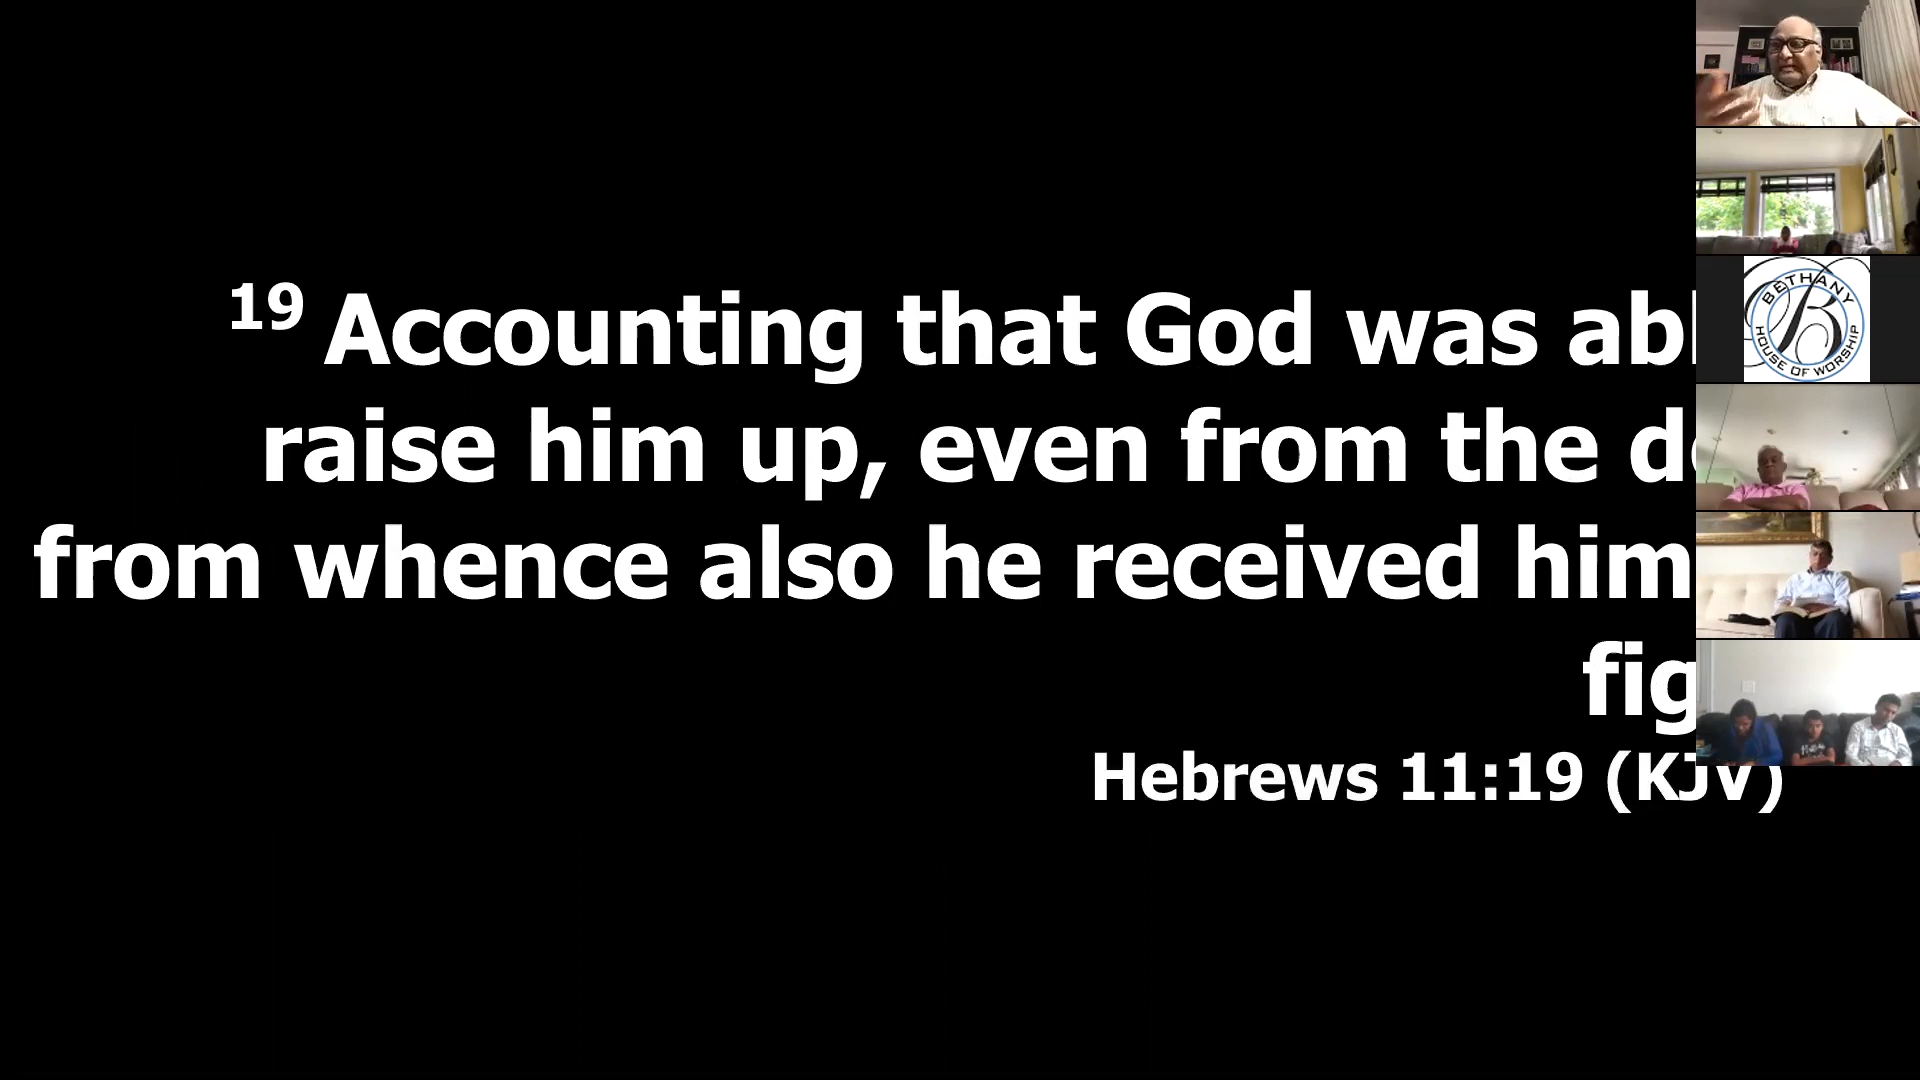 19 Accounting that God was abl
raise him up, even from the de
from whence also he received him
fig
Hebrews 11:19 (KJV)
BETHANY
B
HOUSE OF WORSHIP